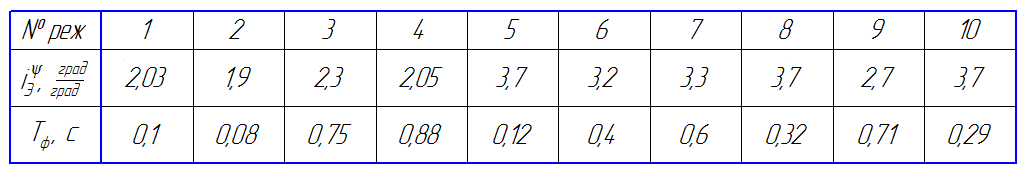 № реж 1 2 3 4 5 6 7 8 9 10
i_э^ψ, град/град 2,03 1,9 2,3 2,05 3,7 3,2 3,3 3,7 2,7 3,7
T_ф, с 0,1 0,08 0,75 0,88 0,12 0,4 0,6 0,32 0,71 0,29